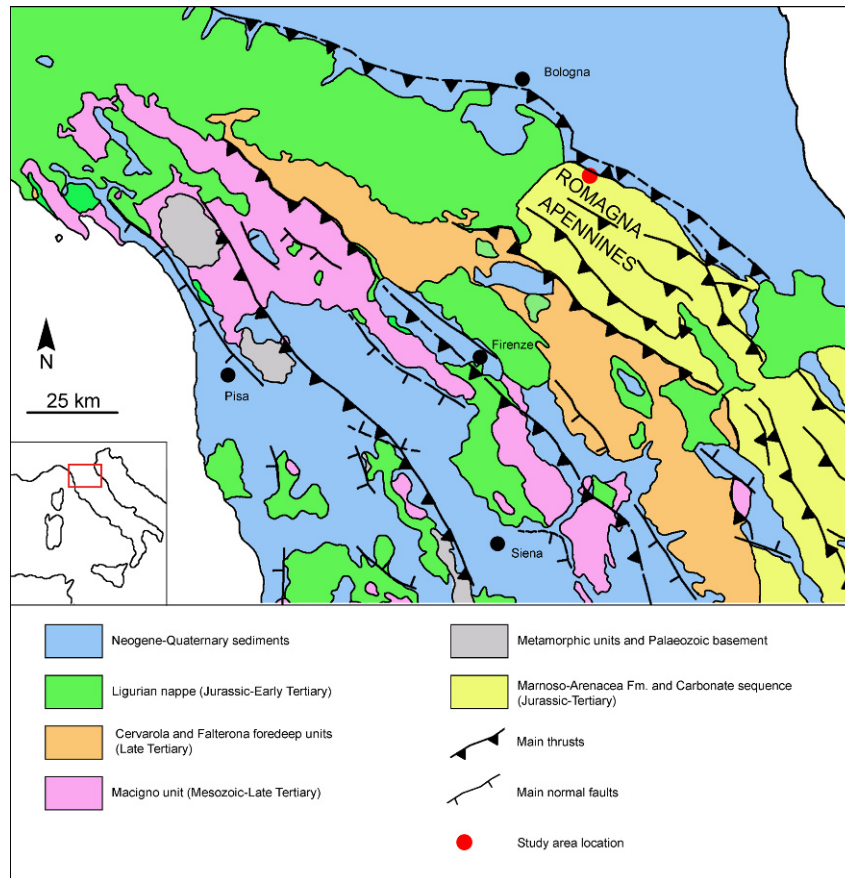 Bologna
ROMAGNA
APENNINES
N
Firenze
25 km
Pisa
Siena
Neogene-Quaternary sediments
Ligurian nappe (Jurassic-Early Tertiary)
Cervarola and Falterona foredeep units
(Late Tertiary)
Macigno unit (Mesozoic-Late Tertiary)
Metamorphic units and Palaeozoic basement
Marnoso-Arenacea Fm. and Carbonate sequence
(Jurassic-Tertiary)
Main thrusts
Main normal faults
Study area location